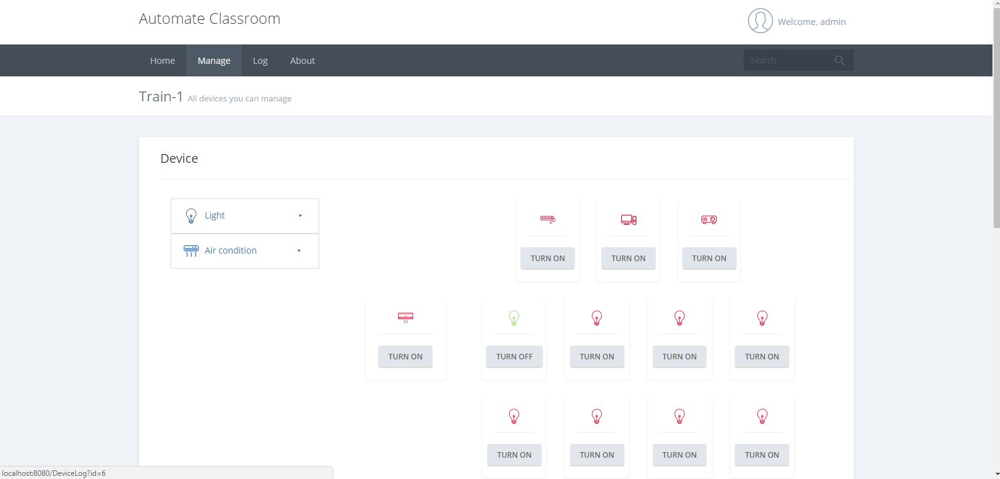 Automate Classroom
Welcome, admin
Home Manage Log About
Search
Train-1 All devices you can manage
Device
Light
Air condition
TURN ON TURN ON TURN ON
TURN ON TURN OFF TURN ON TURN ON TURN ON
TURN ON TURN ON TURN ON TURN ON
localhost:8080/DeviceLog?id=6